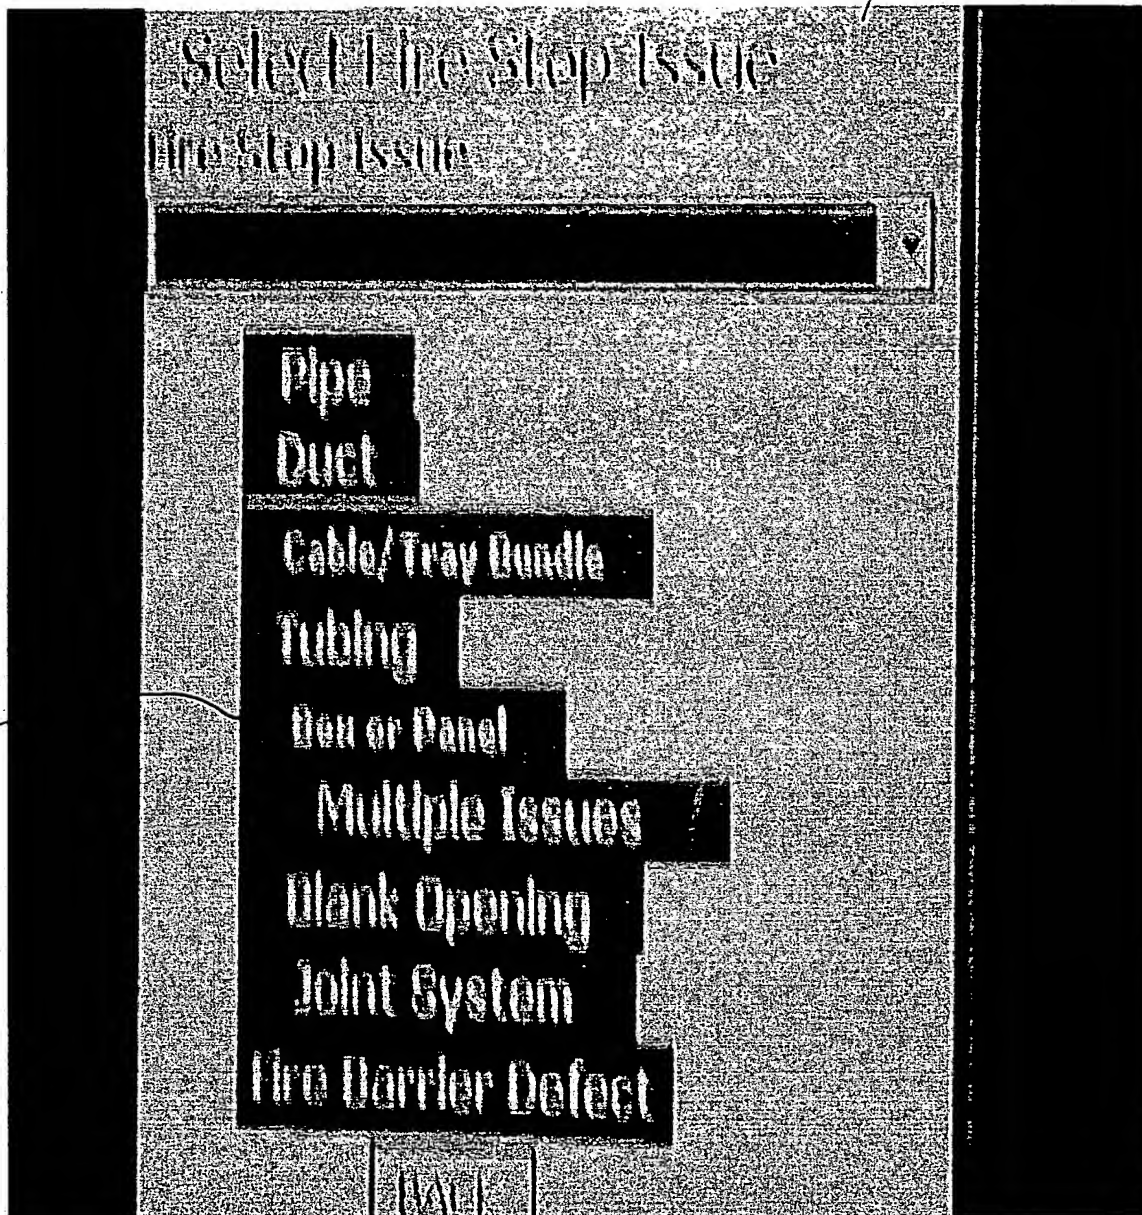 Select Fire Stop Issue
Fire Stop Issue
Pipe
Duct
Cable/Tray Bundle
Tubing
Box or Panel
Multiple Issues
Blank Opening
Joint System
Fire Barrier Defect